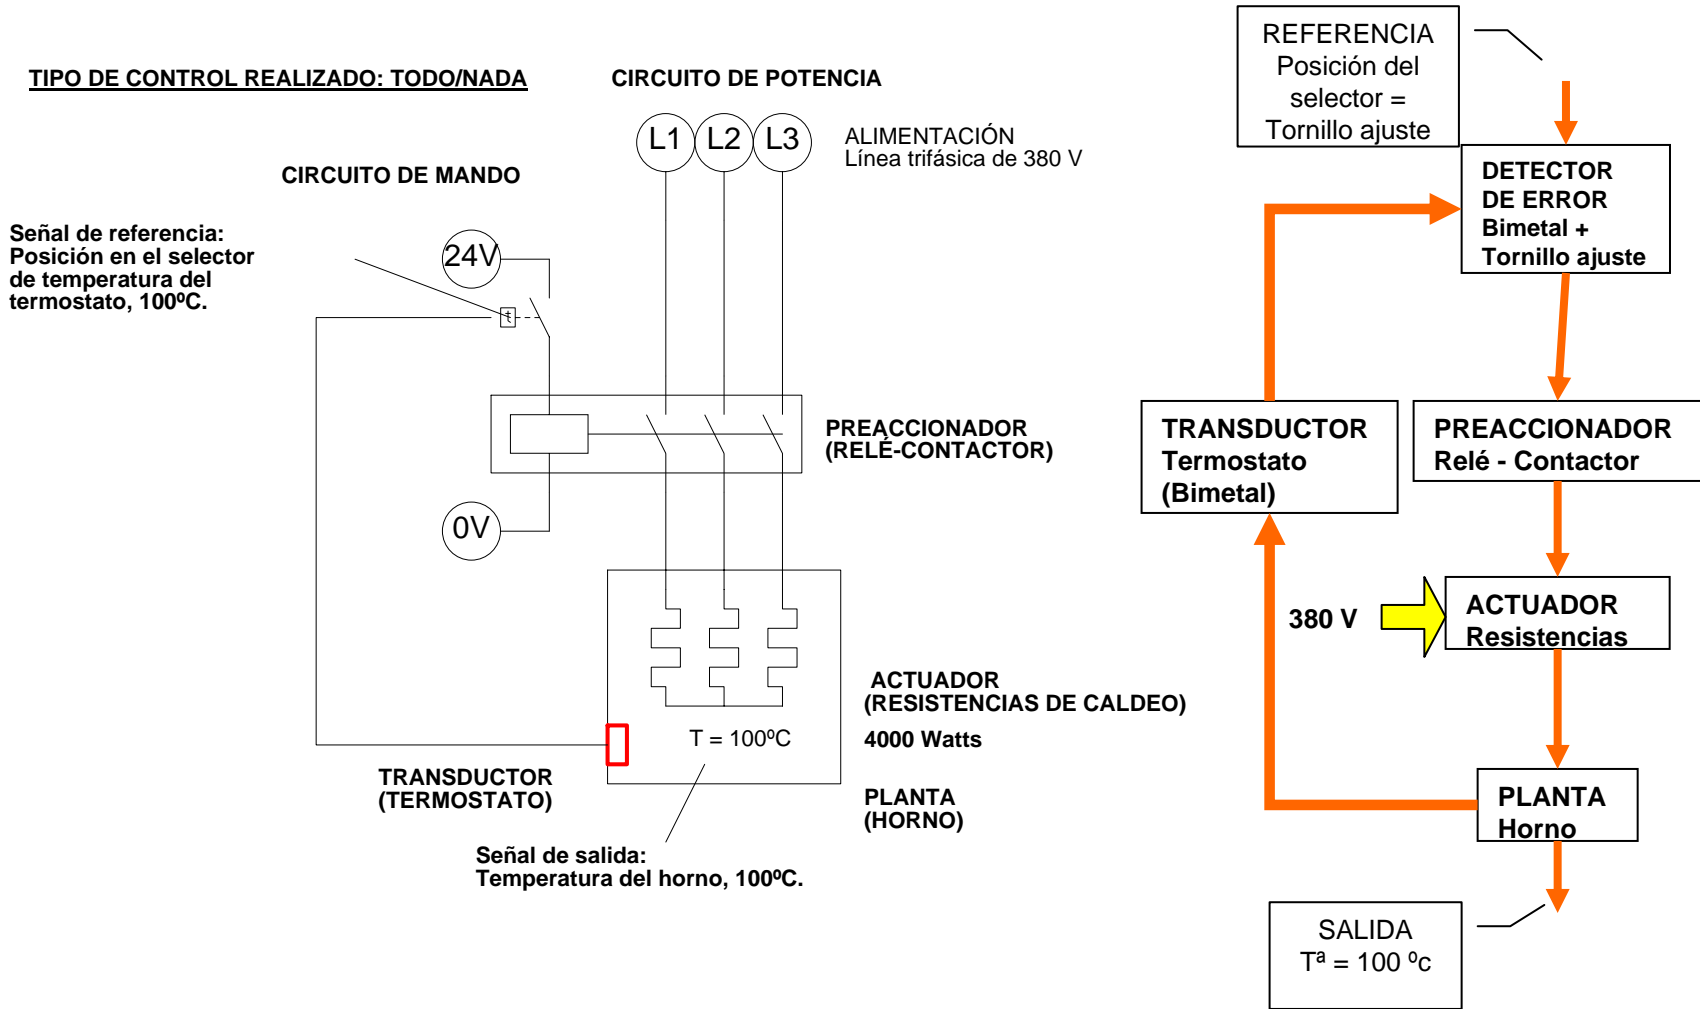 TIPO DE CONTROL REALIZADO: TODO/NADA
CIRCUITO DE POTENCIA
L1 L2 L3
ALIMENTACIÓN
Línea trifásica de 380 V
CIRCUITO DE MANDO
Señal de referencia:
Posición en el selector
de temperatura del
termostato, 100ºC.
24V
t
PREACCIONADOR
(RELÉ-CONTACTOR)
0V
ACTUADOR
(RESISTENCIAS DE CALDEO)
4000 Watts
T = 100ºC
TRANSDUCTOR
(TERMOSTATO)
PLANTA
(HORNO)
Señal de salida:
Temperatura del horno, 100ºC.
REFERENCIA
Posición del
selector =
Tornillo ajuste
DETECTOR
DE ERROR
Bimetal +
Tornillo ajuste
TRANSDUCTOR
Termostato
(Bimetal)
PREACCIONADOR
Relé - Contactor
380 V
ACTUADOR
Resistencias
PLANTA
Horno
SALIDA
Tª = 100 ºc